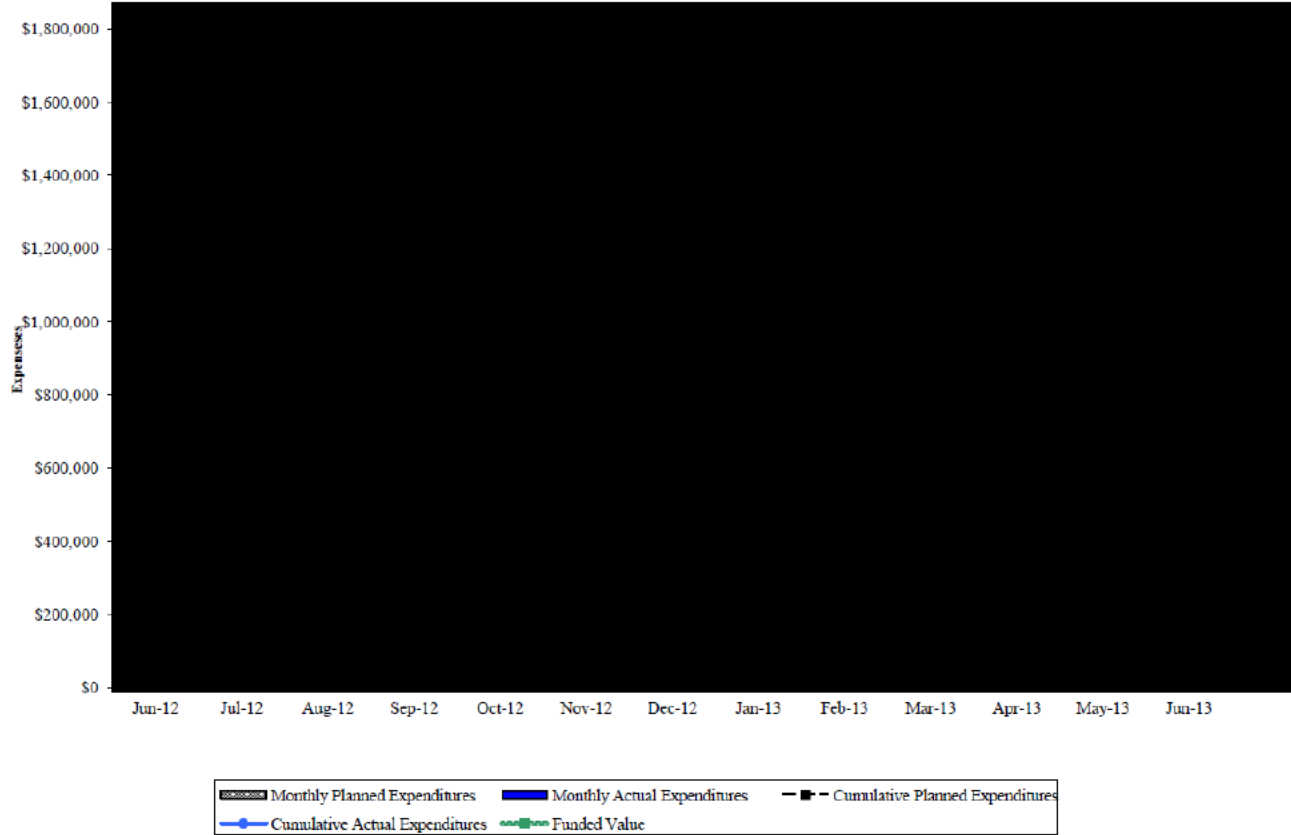 $1,800,000
$1,600,000
$1,400,000
$1,200,000
$1,000,000
$800,000
$600,000
$400,000
$200,000
$0
Expenseses
Jun-12 Jul-12 Aug-12 Sep-12 Oct-12 Nov-12 Dec-12 Jan-13 Feb-13 Mar-13 Apr-13 May-13 Jun-13
Monthly Planned Expenditures Monthly Actual Expenditures Cumulative Planned Expenditures
Cumulative Actual Expenditures Funded Value